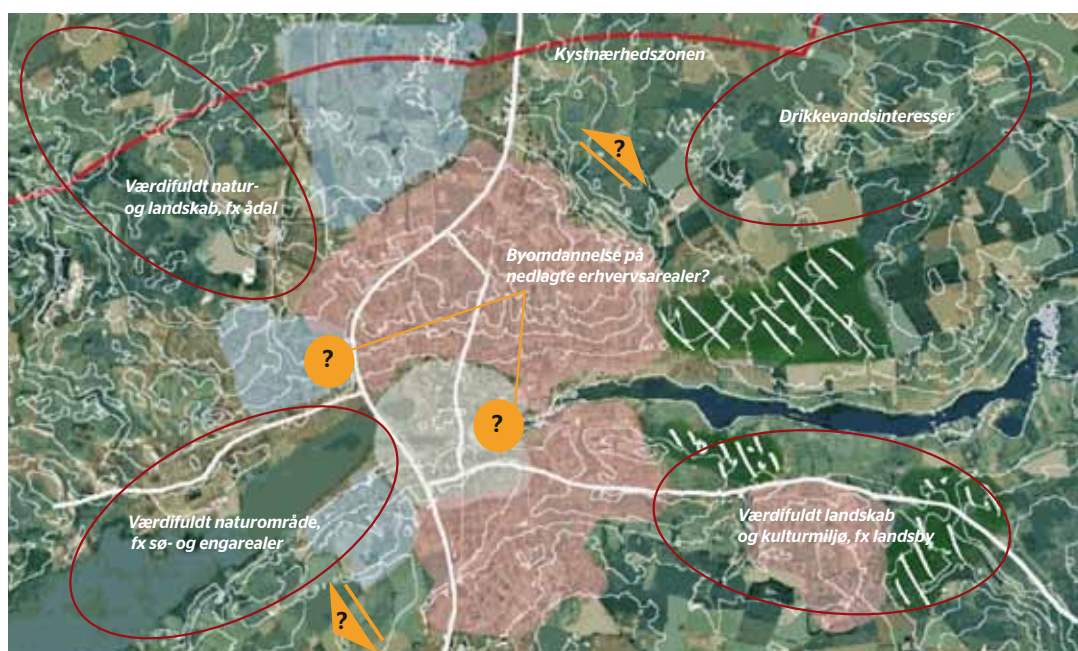 Kystnærhedszonen
Drikkevandsinteresser
?
Værdifuldt natur-
og landskab, fx ådal
Byomdannelse på
nedlagte erhvervsarealer?
?
?
Værdifuldt naturområde,
fx sø- og engarealer
Værdifuldt landskab
og kulturmiljø, fx landsby
?